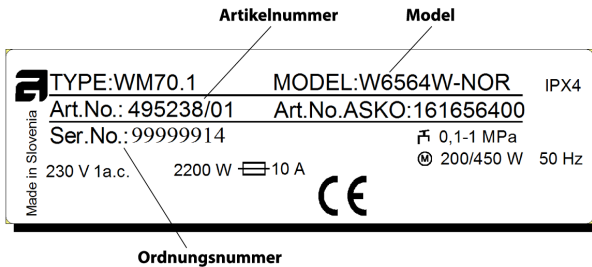 Artikelnummer Model
TYPE:WM70.1 MODEL:W6564W-NOR IPX4
Art.No.: 495238/01 Art.No.ASKO:161656400
Ser.No.: 99999914 0,1-1 MPa
Made in Slovenia
230 V 1a.c. 2200 W 10 A M 200/450 W 50 Hz
CE
Ordnungsnummer